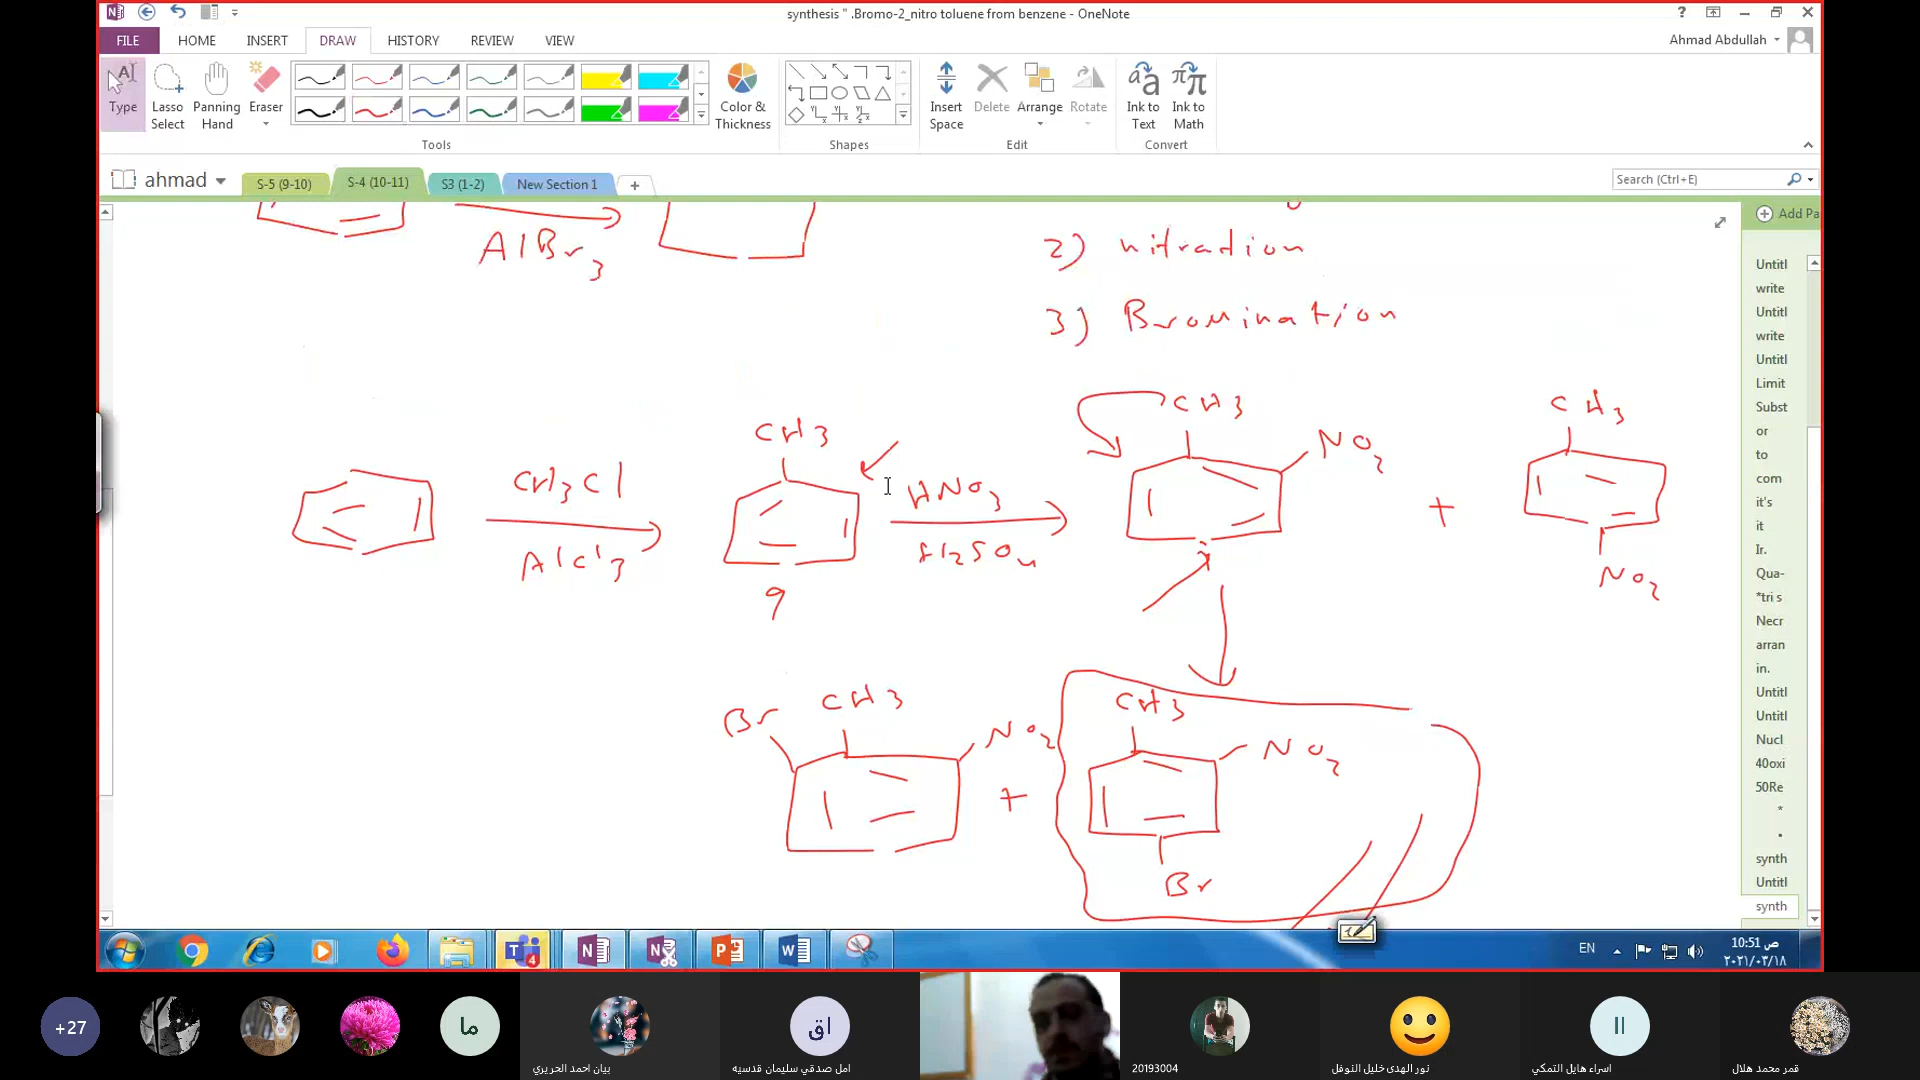 synthesis " .Bromo-2_nitro toluene from benzene - OneNote
FILE HOME INSERT DRAW HISTORY REVIEW VIEW
Ahmad Abdullah
Type
Lasso Select
Panning Hand
Eraser
Color & Thickness
Insert Space
Delete
Arrange
Rotate
Ink to Text
Ink to Math
Tools Shapes Edit Convert
ahmad S-5 (9-10) S-4 (10-11) S3 (1-2) New Section 1
Search (Ctrl+E)
Add Pa
AlBr3
2) nitration
3) Bromination
CH3Cl
AlCl3
CH3
HNO3
H2SO4
CH3
NO2
+
CH3
NO2
Br CH3 NO2
+
CH3 NO2
Br
Untitl
write
Untitl
write
Untitl
Limit
Subst
or
to
com
it's
it
Ir.
Qua-
*tri s
Necr
arran
in.
Untitl
Untitl
Nucl
40oxi
50Re
*
synth
Untitl
synth
EN
10:51 ص
٢٠٢١/٠٣/١٨
+27
ما
بيان احمد الحريري
اق
امل صدقي سليمان قدسيه
20193004
نور الهدى خليل النوفل
اا
اسراء هايل التمكي
قمر محمد هلال